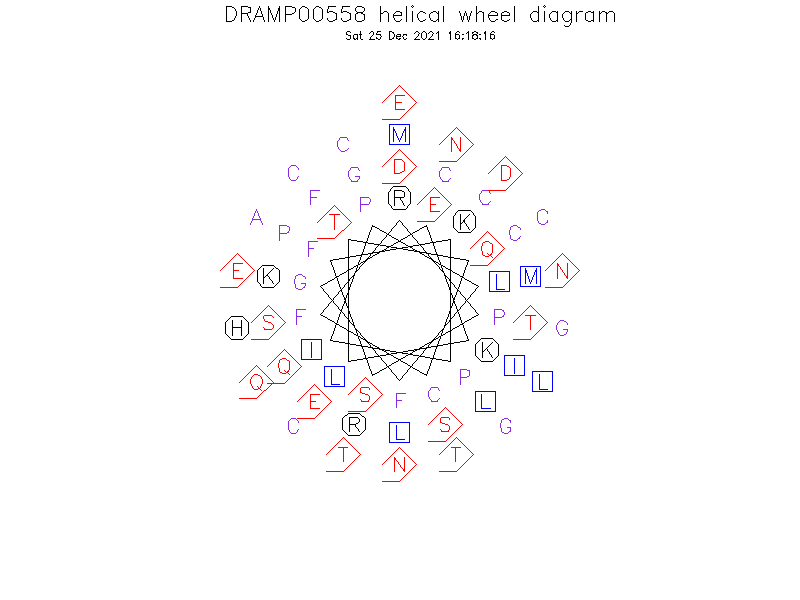 DRAMP00558 helical wheel diagram
Sat 25 Dec 2021 16:18:16
E
M
C N
D
C G C D
F R C
P E
A C
T K
P C
F Q
E N
K M
G L
F P
S T
H G
I K
Q I
L P
Q L
S C
E F L
C R S G
L
T T
N